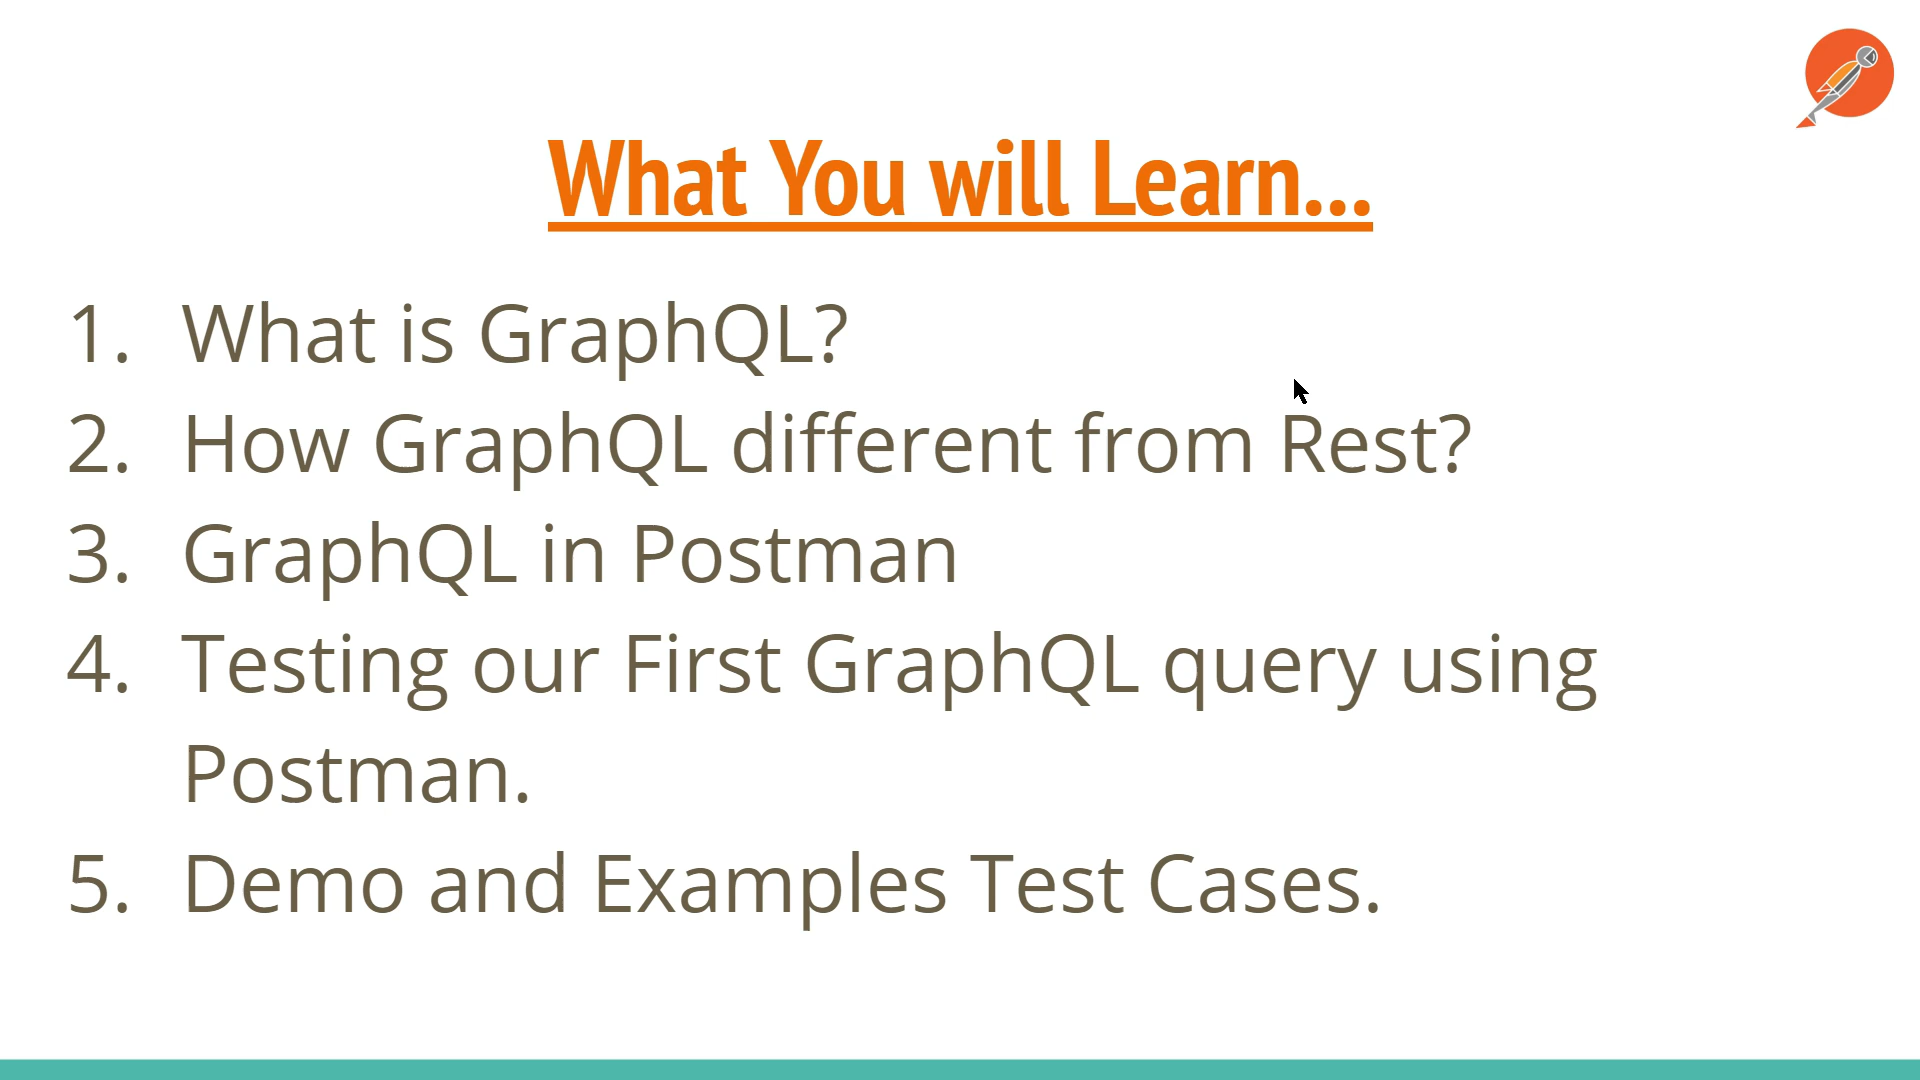 What You will Learn...
1. What is GraphQL?
2. How GraphQL different from Rest?
3. GraphQL in Postman
4. Testing our First GraphQL query using
Postman.
5. Demo and Examples Test Cases.